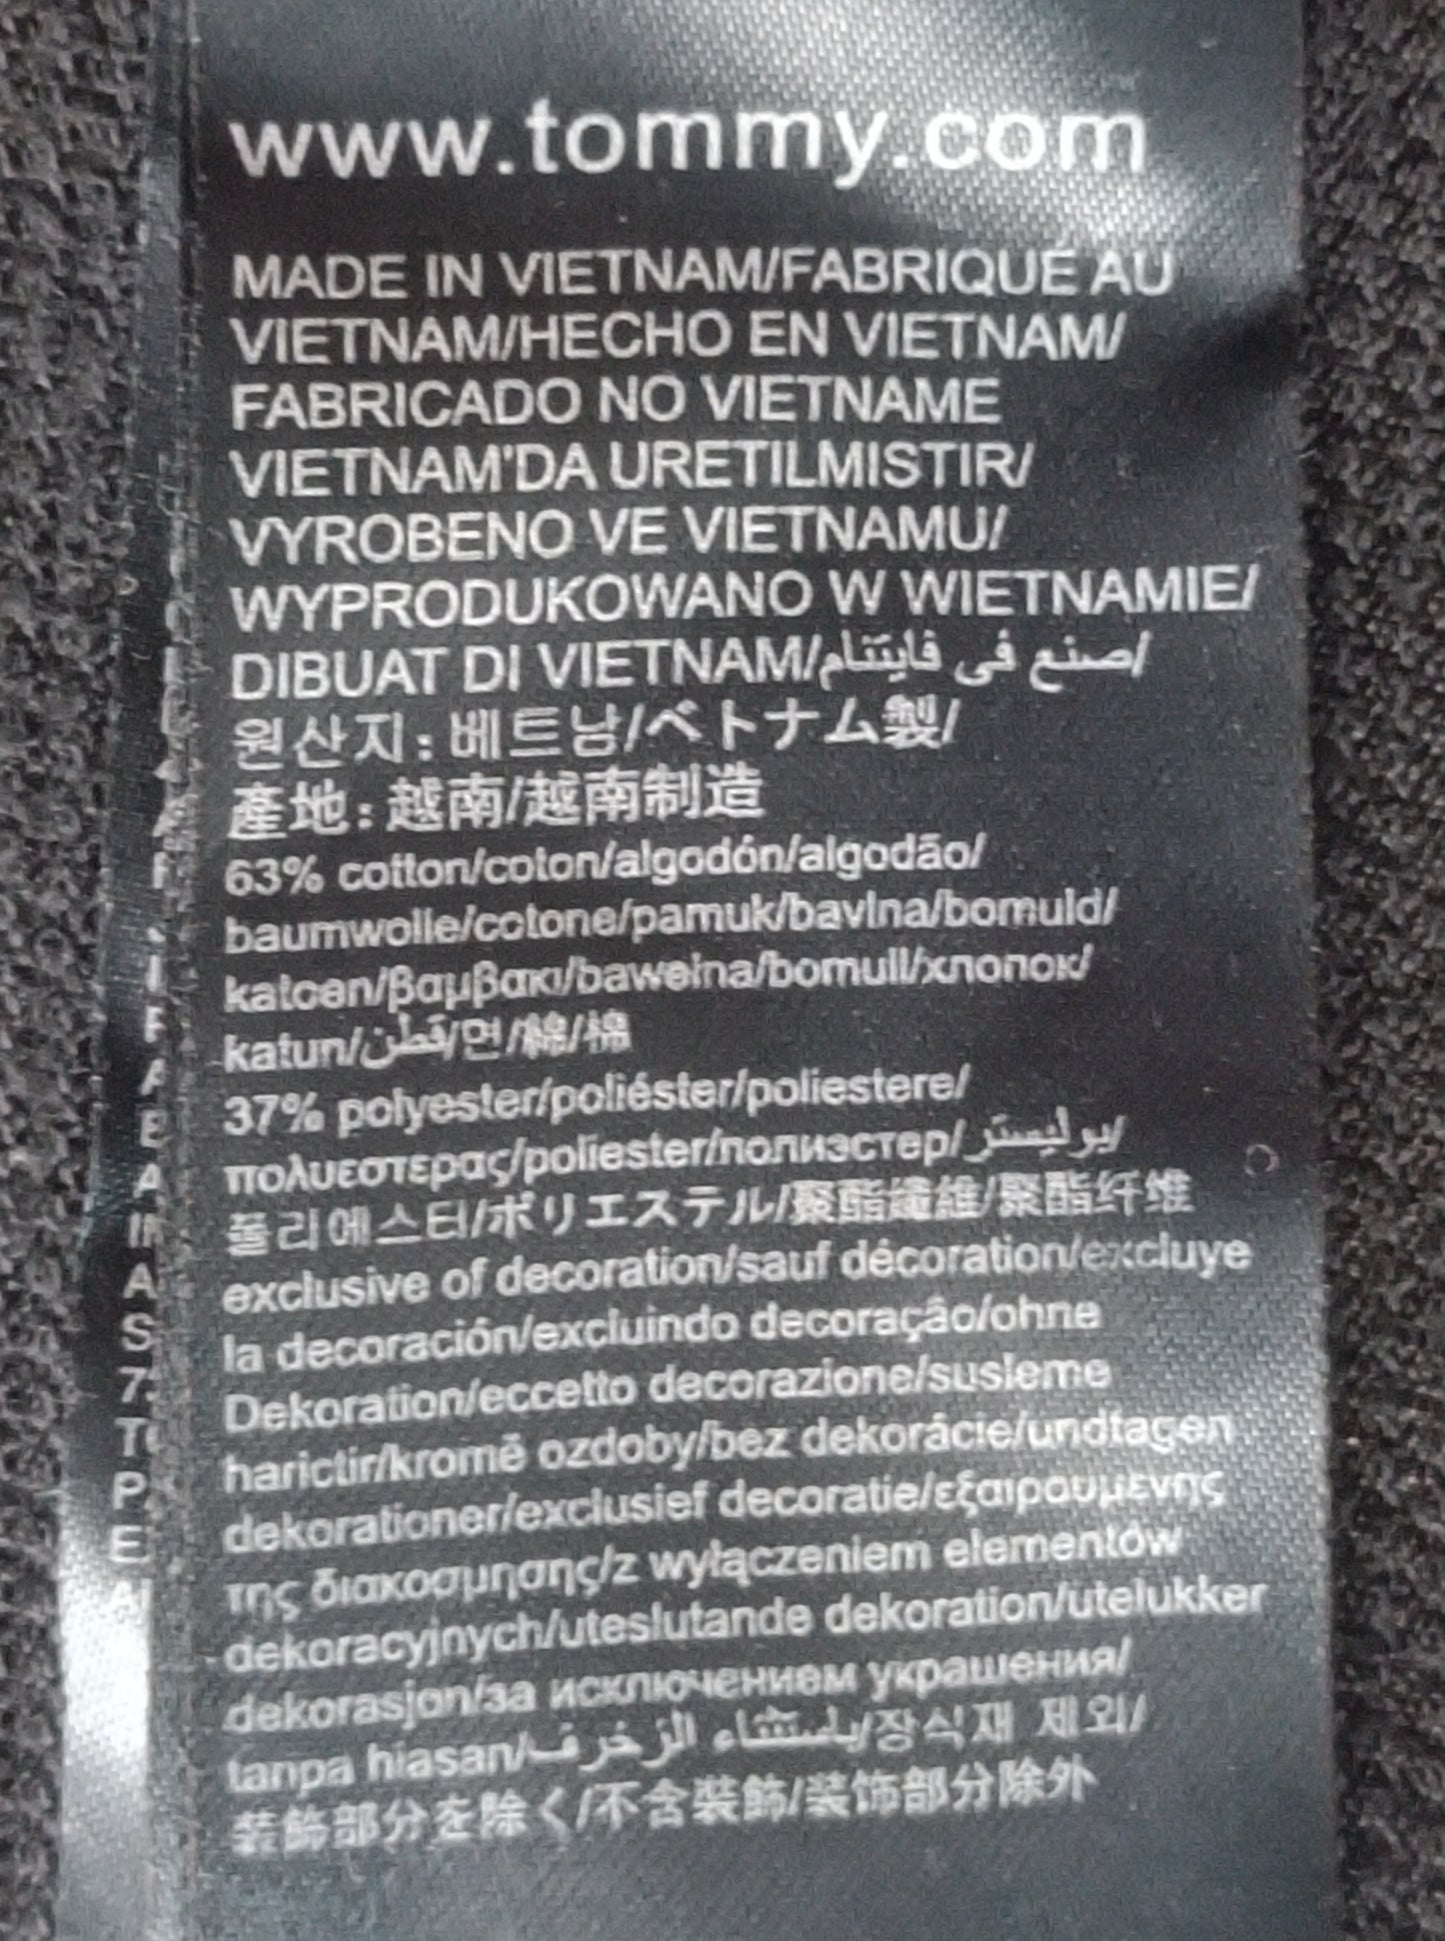 www.tommy.com
MADE IN VIETNAM/FABRIQUÉ AU
VIETNAM/HECHO EN VIETNAM/
FABRICADO NO VIETNAME
VIETNAM'DA URETILMISTIR/
VYROBENO VE VIETNAMU/
WYPRODUKOWANO W WIETNAMIE/
DIBUAT DI VIETNAM/صنع في فايتنام/
원산지: 베트남/ベトナム製/
產地: 越南/越南制造
63% cotton/coton/algodón/algodão/
baumwolle/cotone/pamuk/bavlna/bomuld/
katoen/βαμβακι/bawełna/bomull/хлопок/
katun/قطن/면/綿/棉
37% polyester/poliéster/poliestere/
πολυεστερας/poliester/полиэстер/بوليستر/
폴리에스터/ポリエステル/聚酯纖維/聚酯纤维
exclusive of decoration/sauf décoration/excluye
la decoración/excluindo decoração/ohne
Dekoration/eccetto decorazione/susleme
harictir/kromě ozdoby/bez dekorácie/undtagen
dekorationer/exclusief decoratie/εξαιρουμενης
της διακοσμησης/z wyłączeniem elementów
dekoracyjnych/uteslutande dekoration/utelukker
dekorasjon/за исключением украшения/
tanpa hiasan/باستثناء الزخرفة/장식재 제외/
装飾部分を除く/不含裝飾/装饰部分除外